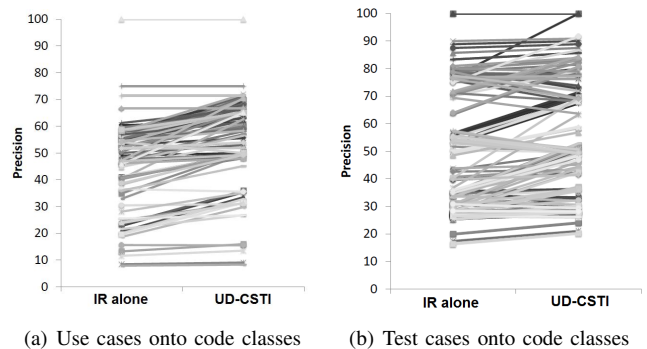 100
90
80
70
60
50
40
30
20
10
0
Precision
IR alone
UD-CSTI
(a) Use cases onto code classes
100
90
80
70
60
50
40
30
20
10
0
Precision
IR alone
UD-CSTI
(b) Test cases onto code classes